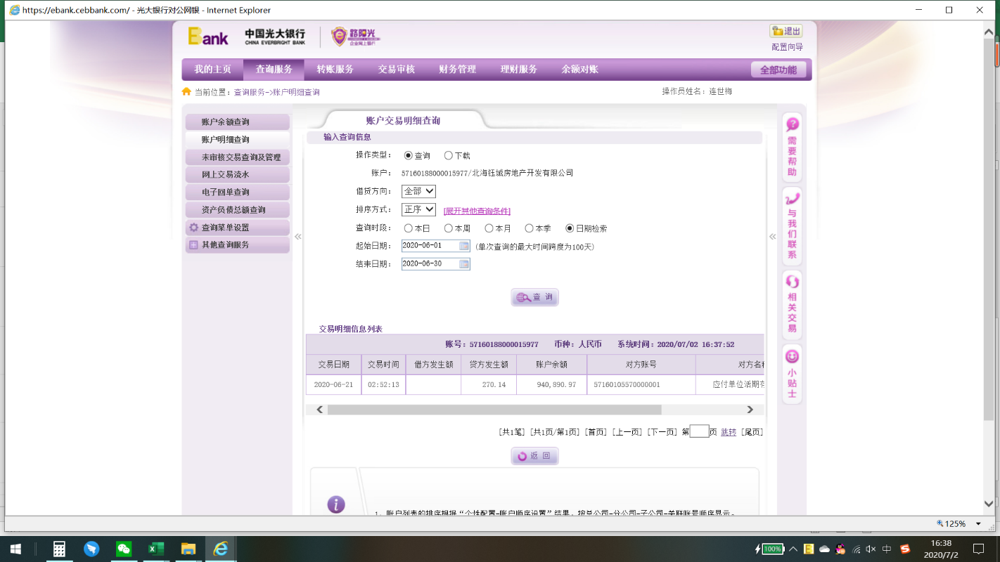 https://ebank.cebbank.com/ - 光大银行对公网银 - Internet Explorer
Bank 中国光大银行 CHINA EVERBRIGHT BANK 路阳光 企业网上银行
退出
配置向导
我的主页 查询服务 转账服务 交易审核 财务管理 理财服务 余额对账 全部功能
当前位置：查询服务->账户明细查询 操作员姓名：连世梅
账户余额查询
账户明细查询
未审核交易查询及管理
网上交易流水
电子回单查询
资产负债总额查询
查询菜单设置
其他查询服务
账户交易明细查询
输入查询信息
操作类型： 查询 下载
账户： 57160188000015977/北海钰城房地产开发有限公司
借贷方向： 全部
排序方式： 正序 [展开其他查询条件]
查询时段： 本日 本周 本月 本季 日期检索
起始日期： 2020-06-01 (单次查询的最大时间跨度为100天)
结束日期： 2020-06-30
查 询
交易明细信息列表
账号：57160188000015977 币种：人民币 系统时间：2020/07/02 16:37:52
交易日期 交易时间 借方发生额 贷方发生额 账户余额 对方账号 对方名称
2020-06-21 02:52:13 270.14 940,890.97 57160105570000001 应付单位活期存
[共1笔] [共1页/第1页] [首页] [上一页] [下一页] 第 页 跳转 [尾页]
返 回
1、账户列表的排序根据“个性配置-账户顺序设置”结果，按总公司-分公司-子公司-关联账号顺序显示。
需要帮助
与我们联系
相关交易
小贴士
125%
100% 中 16:38
2020/7/2